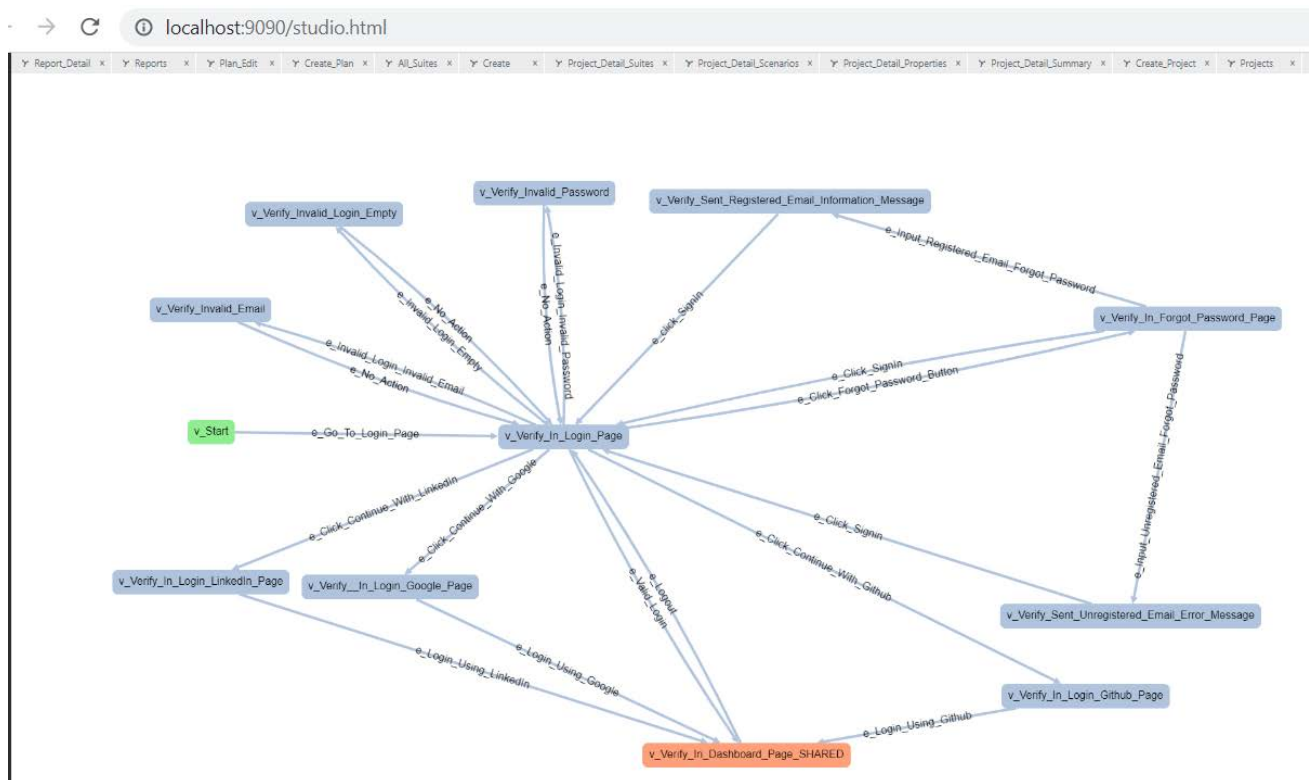 localhost:9090/studio.html
Report_Detail × Reports × Plan_Edit × Create_Plan × All_Suites × Create × Project_Detail_Suites × Project_Detail_Scenarios × Project_Detail_Properties × Project_Detail_Summary × Create_Project × Projects ×
v_Verify_Invalid_Password
v_Verify_Sent_Registered_Email_Information_Message
v_Verify_Invalid_Login_Empty
e_Input_Registered_Email_Forgot_Password
e_Invalid_Login_Invalid_Password
e_No_Action
e_No_Action
e_Invalid_Login_Empty
e_Click_SignIn
v_Verify_Invalid_Email
v_Verify_In_Forgot_Password_Page
e_Invalid_Login_Invalid_Email
e_No_Action
e_Click_SignIn
e_Click_Forgot_Password_Button
e_Input_Unregistered_Email_Forgot_Password
v_Start
e_Go_To_Login_Page
v_Verify_In_Login_Page
e_Click_Continue_With_LinkedIn
e_Click_Continue_With_Google
e_Click_Signin
e_Click_Continue_With_Github
v_Verify_In_Login_LinkedIn_Page
v_Verify__In_Login_Google_Page
e_Logout
e_Valid_Login
v_Verify_Sent_Unregistered_Email_Error_Message
e_Login_Using_LinkedIn
e_Login_Using_Google
v_Verify_In_Login_Github_Page
e_Login_Using_Github
v_Verify_In_Dashboard_Page_SHARED